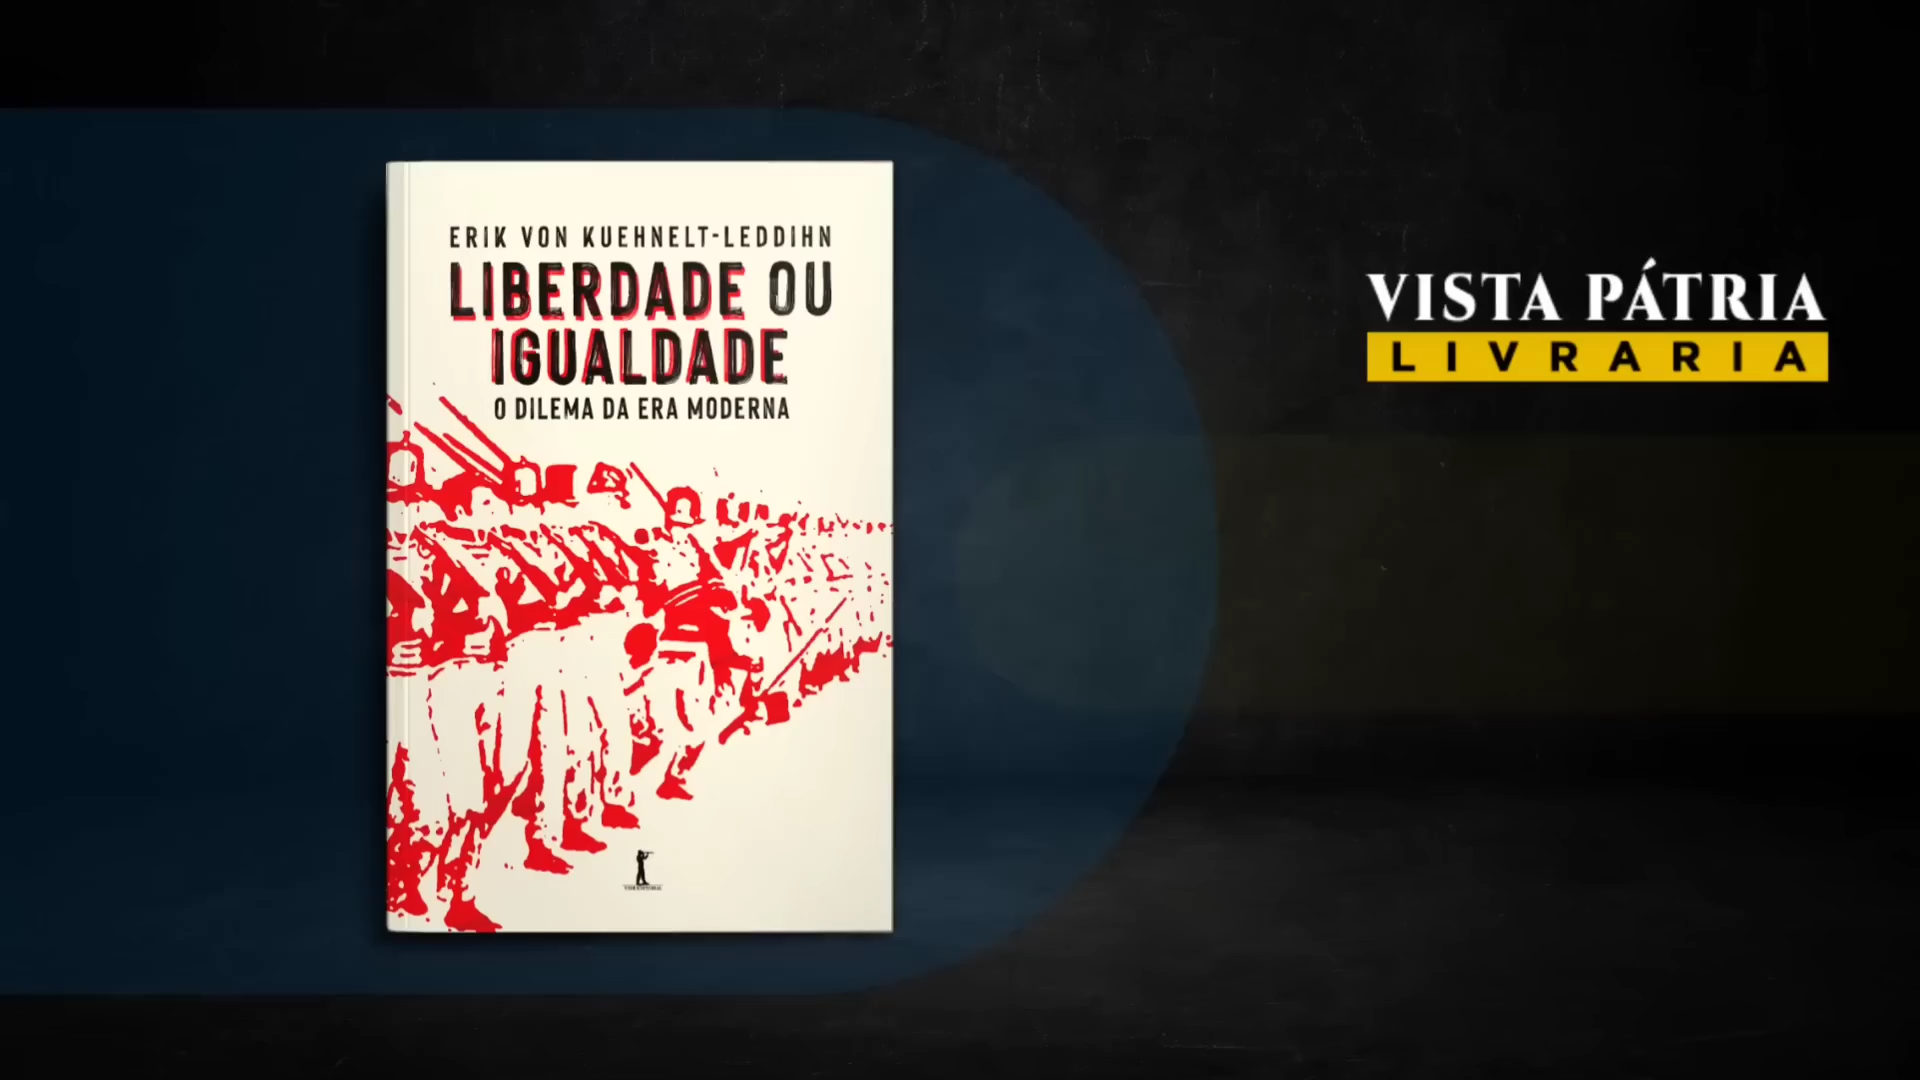 ERIK VON KUEHNELT-LEDDIHN
LIBERDADE OU
IGUALDADE
O DILEMA DA ERA MODERNA
VISTA PÁTRIA
LIVRARIA